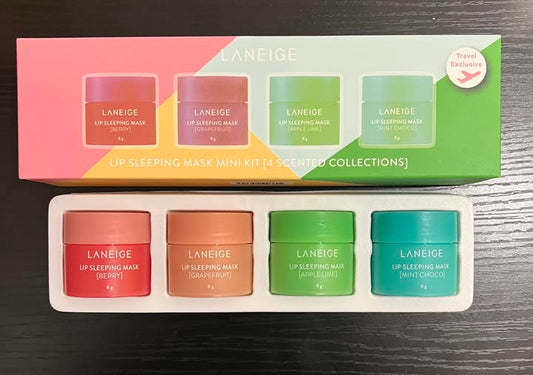 LANEIGE
Travel
Exclusive
LANEIGE
LIP SLEEPING MASK
[BERRY]
8g
LANEIGE
LIP SLEEPING MASK
[GRAPEFRUIT]
8g
LANEIGE
LIP SLEEPING MASK
[APPLE LIME]
8g
LANEIGE
LIP SLEEPING MASK
[MINT CHOCO]
8g
LIP SLEEPING MASK MINI KIT [4 SCENTED COLLECTIONS]
LANEIGE
LIP SLEEPING MASK
[BERRY]
8g
LANEIGE
LIP SLEEPING MASK
[GRAPEFRUIT]
8g
LANEIGE
LIP SLEEPING MASK
[APPLE LIME]
8g
LANEIGE
LIP SLEEPING MASK
[MINT CHOCO]
8g